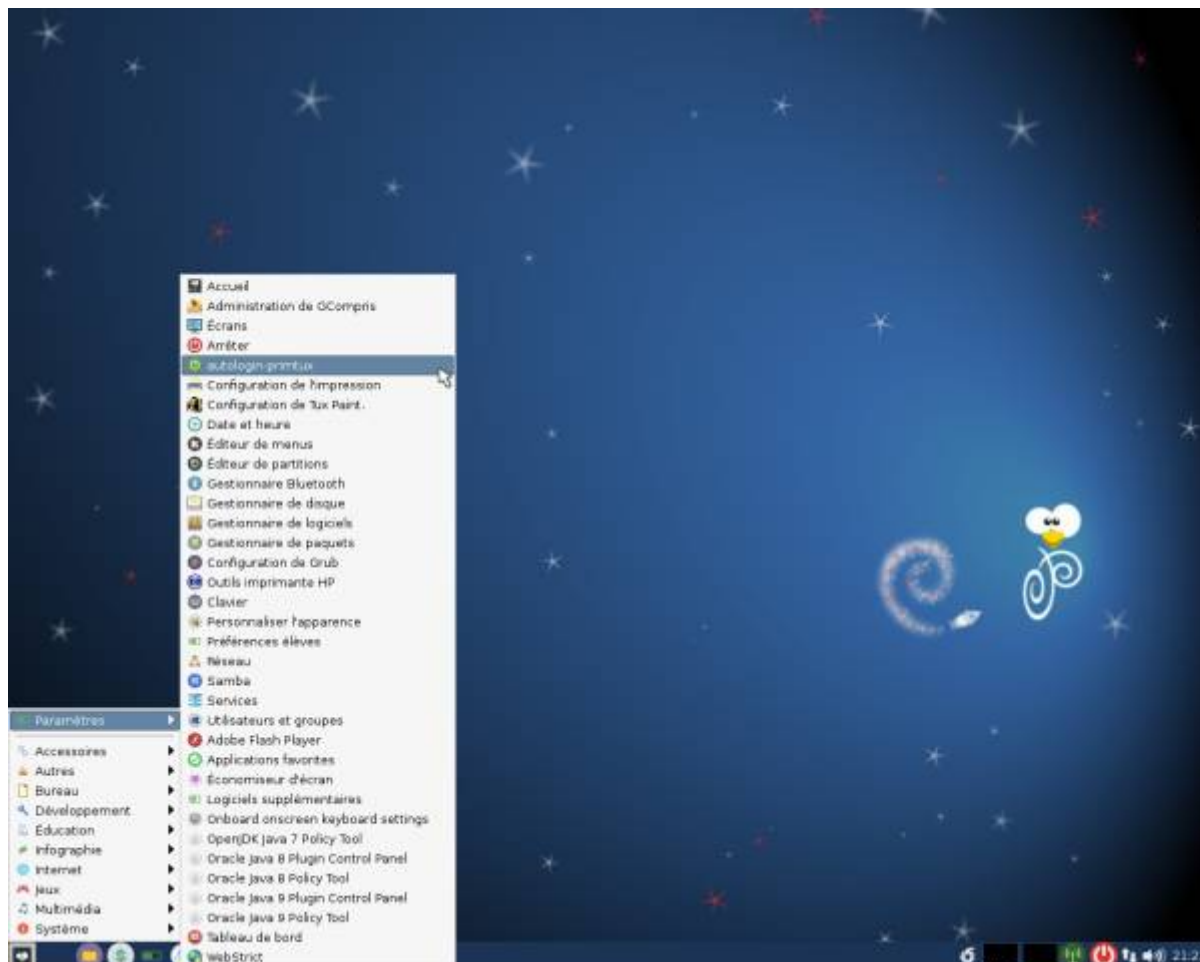 Accueil
Administration de GCompris
Écrans
Arrêter
autologin-primtux
Configuration de l'impression
Configuration de Tux Paint.
Date et heure
Éditeur de menus
Éditeur de partitions
Gestionnaire Bluetooth
Gestionnaire de disque
Gestionnaire de logiciels
Gestionnaire de paquets
Configuration de Grub
Outils imprimante HP
Clavier
Personnaliser l'apparence
Préférences élèves
Réseau
Samba
Services
Utilisateurs et groupes
Adobe Flash Player
Applications favorites
Économiseur d'écran
Logiciels supplémentaires
Onboard onscreen keyboard settings
OpenJDK Java 7 Policy Tool
Oracle Java 8 Plugin Control Panel
Oracle Java 8 Policy Tool
Oracle Java 9 Plugin Control Panel
Oracle Java 9 Policy Tool
Tableau de bord
WebStrict
Paramètres
Accessoires
Autres
Bureau
Développement
Éducation
Infographie
Internet
Jeux
Multimédia
Système